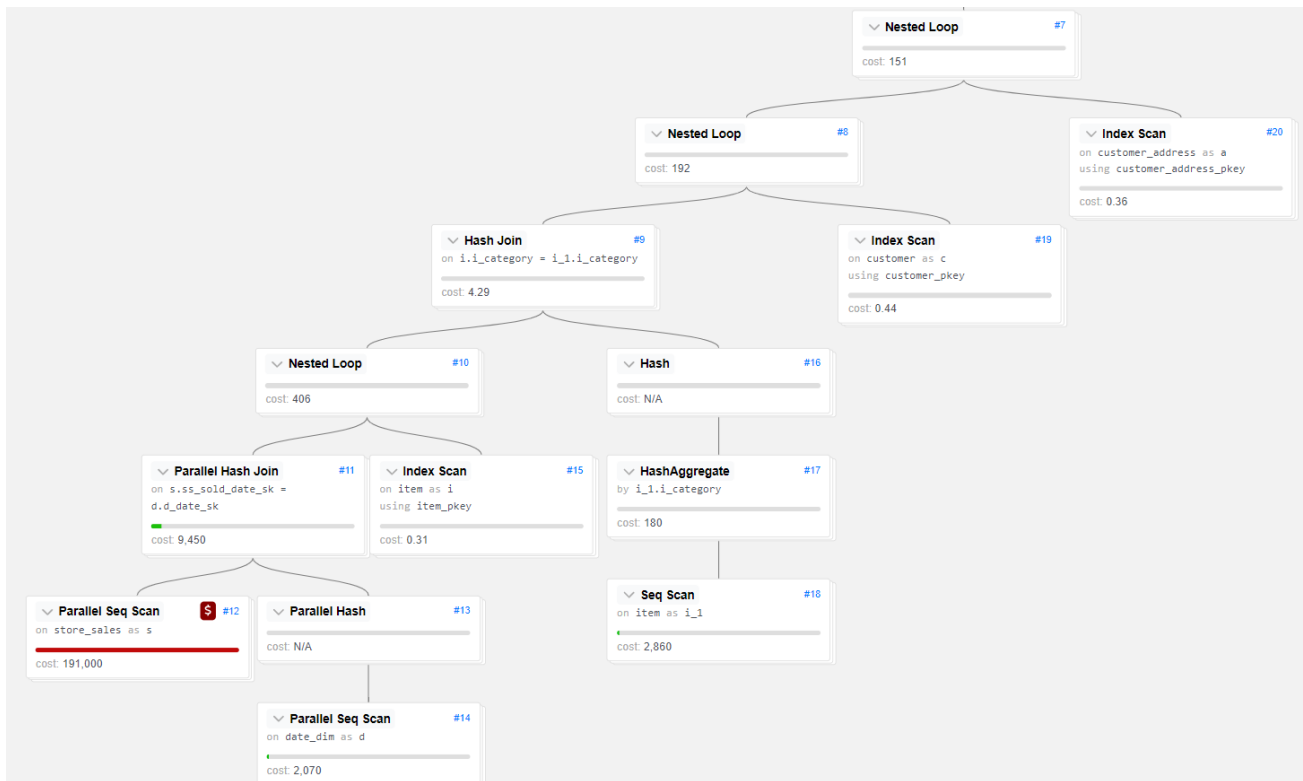 Nested Loop #7
cost: 151
Nested Loop #8
cost: 192
Index Scan #20
on customer_address as a
using customer_address_pkey
cost: 0.36
Hash Join #9
on i.i_category = i_1.i_category
cost: 4.29
Index Scan #19
on customer as c
using customer_pkey
cost: 0.44
Nested Loop #10
cost: 406
Hash #16
cost: N/A
Parallel Hash Join #11
on s.ss_sold_date_sk =
d.d_date_sk
cost: 9,450
Index Scan #15
on item as i
using item_pkey
cost: 0.31
HashAggregate #17
by i_1.i_category
cost: 180
Parallel Seq Scan $ #12
on store_sales as s
cost: 191,000
Parallel Hash #13
cost: N/A
Seq Scan #18
on item as i_1
cost: 2,860
Parallel Seq Scan #14
on date_dim as d
cost: 2,070